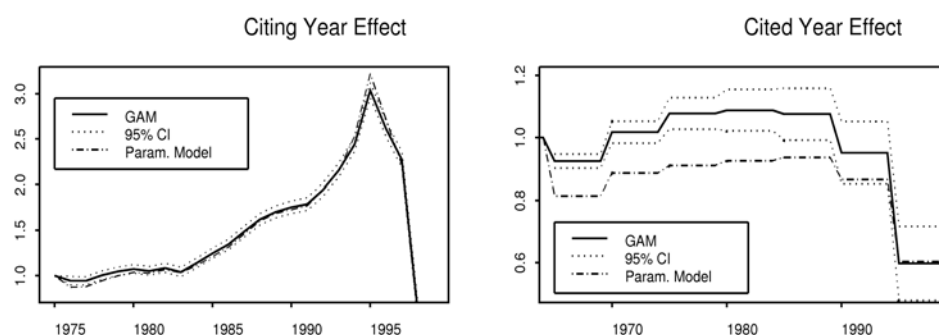 Citing Year Effect
3.0
2.5
2.0
1.5
1.0
GAM
95% CI
Param. Model
1975 1980 1985 1990 1995
Cited Year Effect
1.2
1.0
0.8
0.6
GAM
95% CI
Param. Model
1970 1980 1990